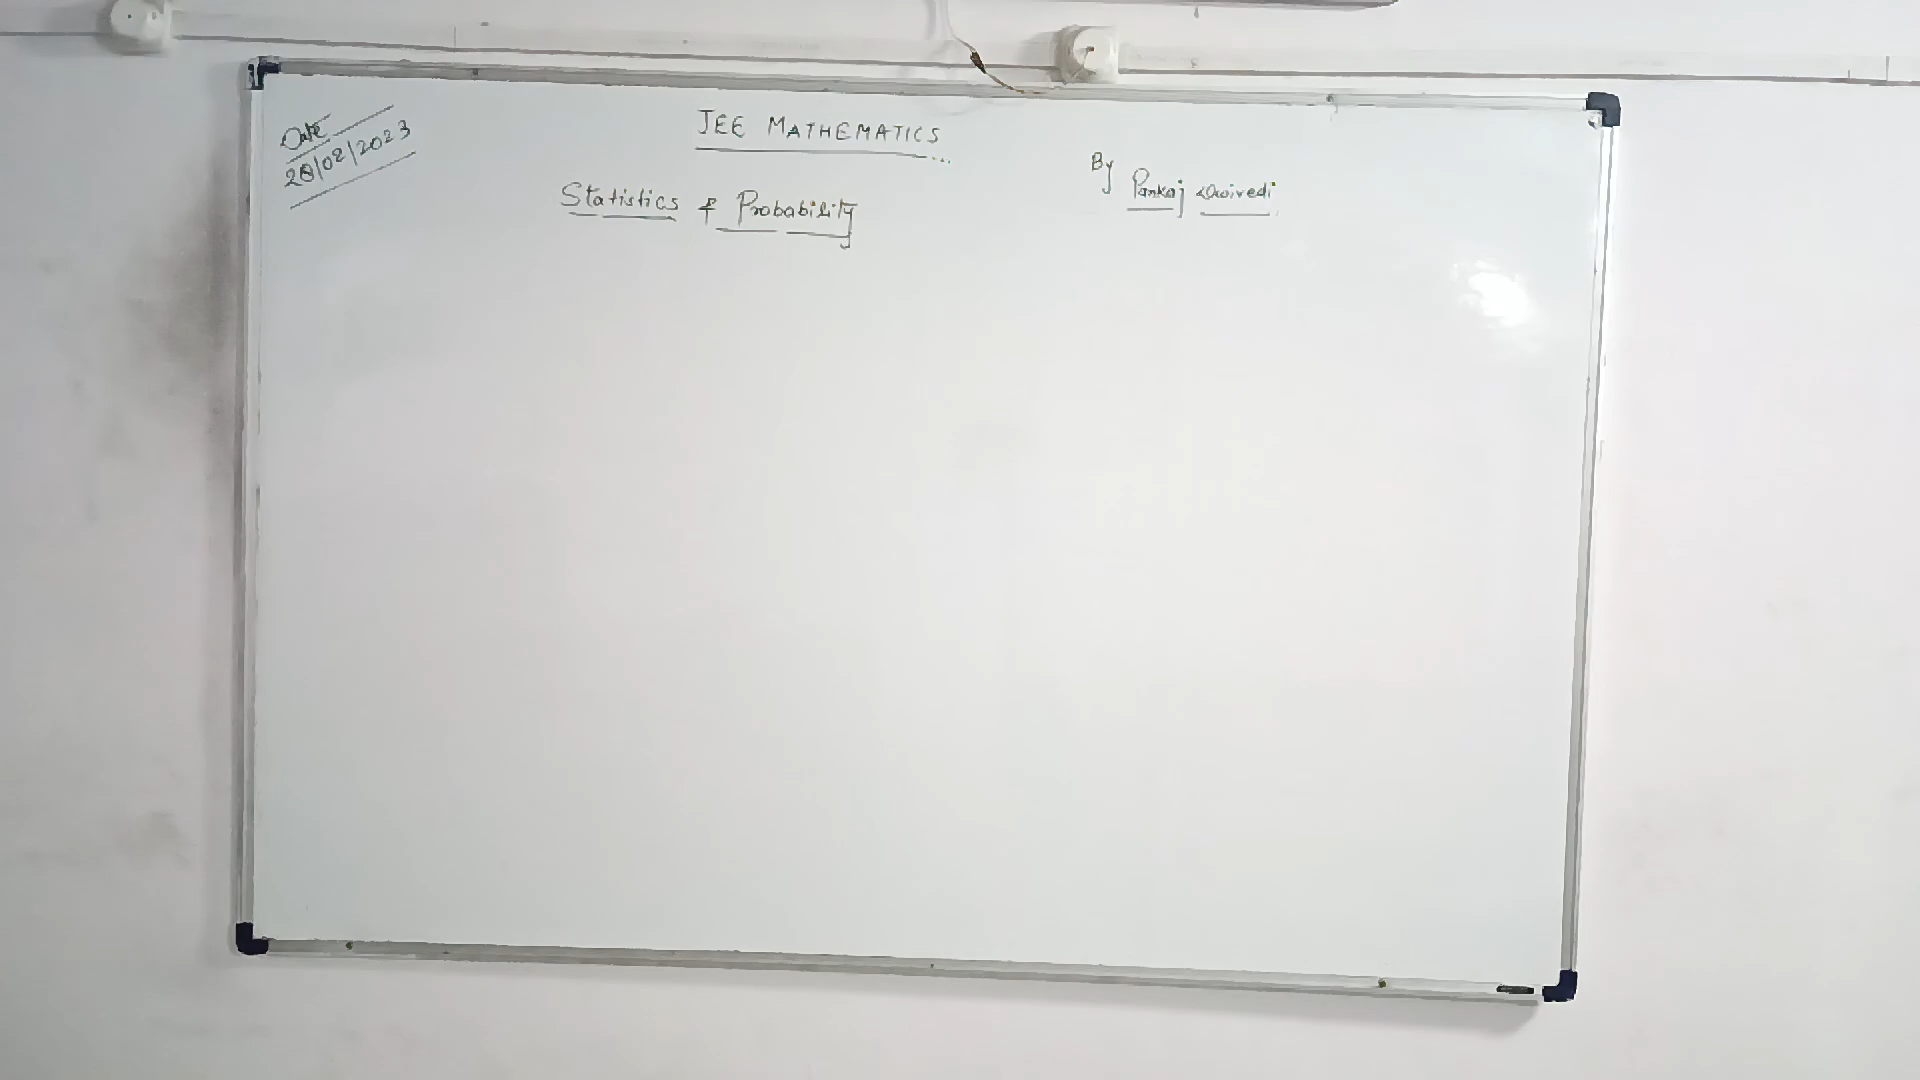 Date
28/02/2023
JEE MATHEMATICS...
By Pankaj Dwivedi
Statistics & Probability